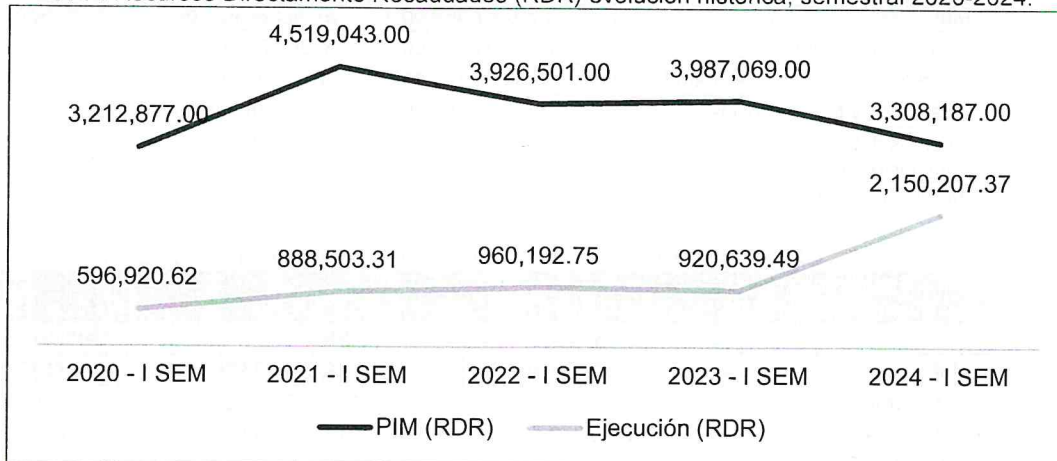 Recursos Directamente Recaudados (RDR) evolución histórica, semestral 2020-2024.
4,519,043.00
3,926,501.00
3,987,069.00
3,212,877.00
3,308,187.00
2,150,207.37
596,920.62
888,503.31
960,192.75
920,639.49
2020 - I SEM
2021 - I SEM
2022 - I SEM
2023 - I SEM
2024 - I SEM
PIM (RDR)
Ejecución (RDR)